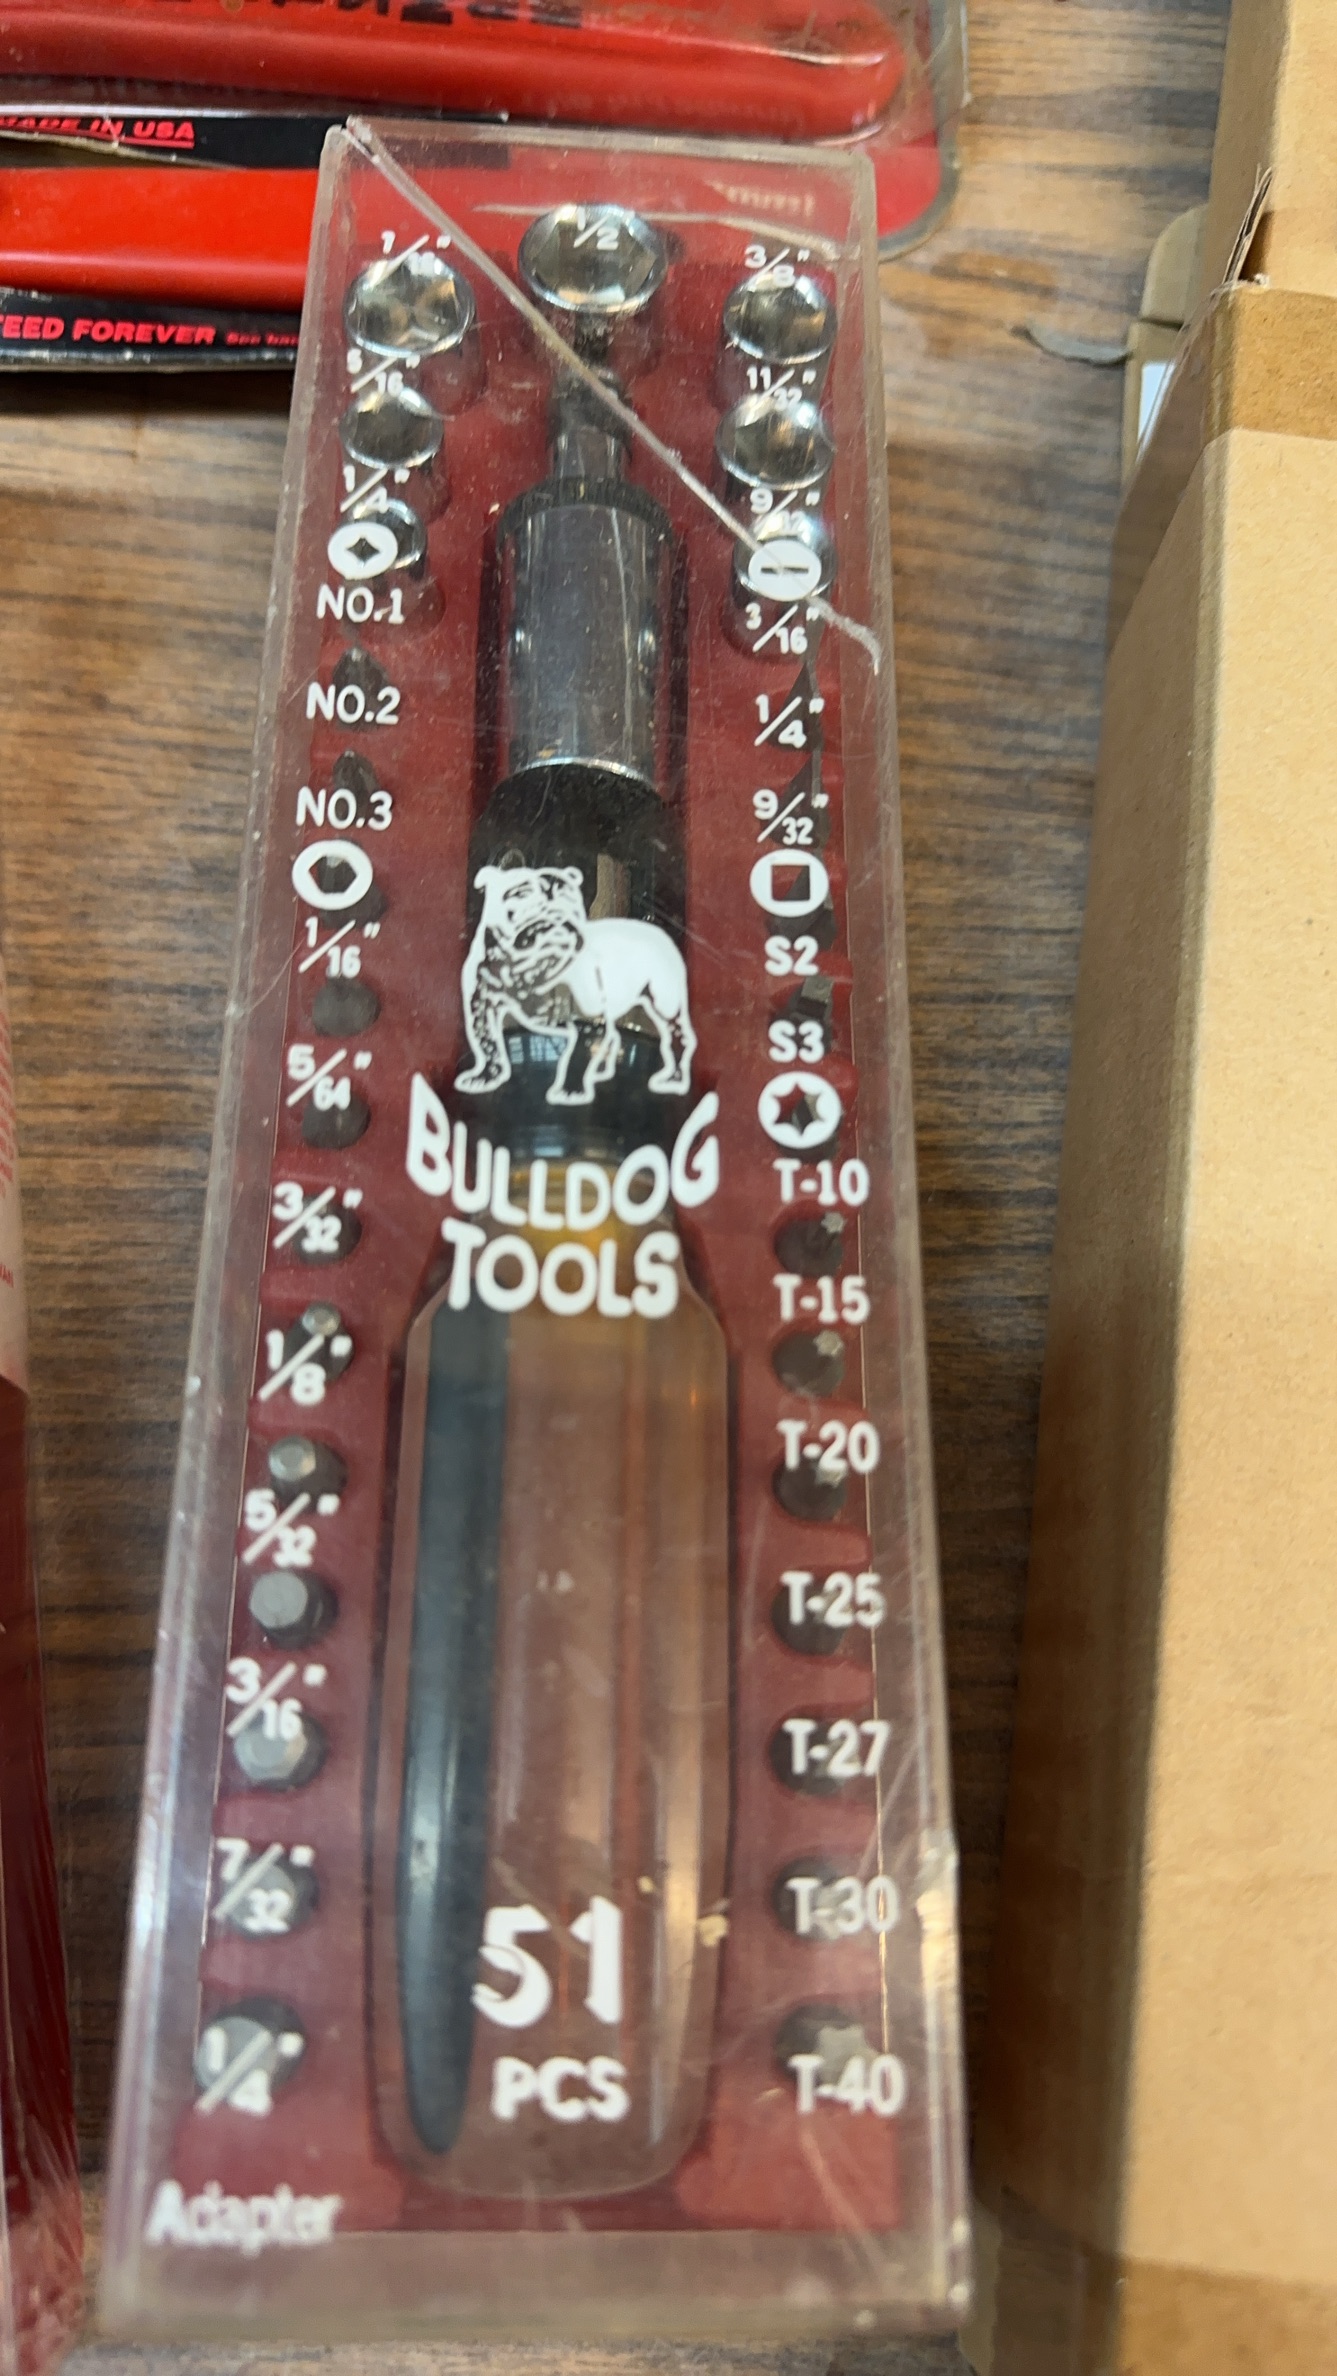 MADE IN USA
TEED FOREVER
1/2
7/16"
3/8"
5/16"
11/32"
1/4"
9/32"
NO.1
3/16"
NO.2
1/4"
NO.3
9/32"
1/16"
S2
5/64"
S3
BULLDOG
TOOLS
3/32"
T-10
1/8"
T-15
5/32"
T-20
3/16"
T-25
7/32"
T-27
1/4"
T-30
51
PCS
T-40
Adapter